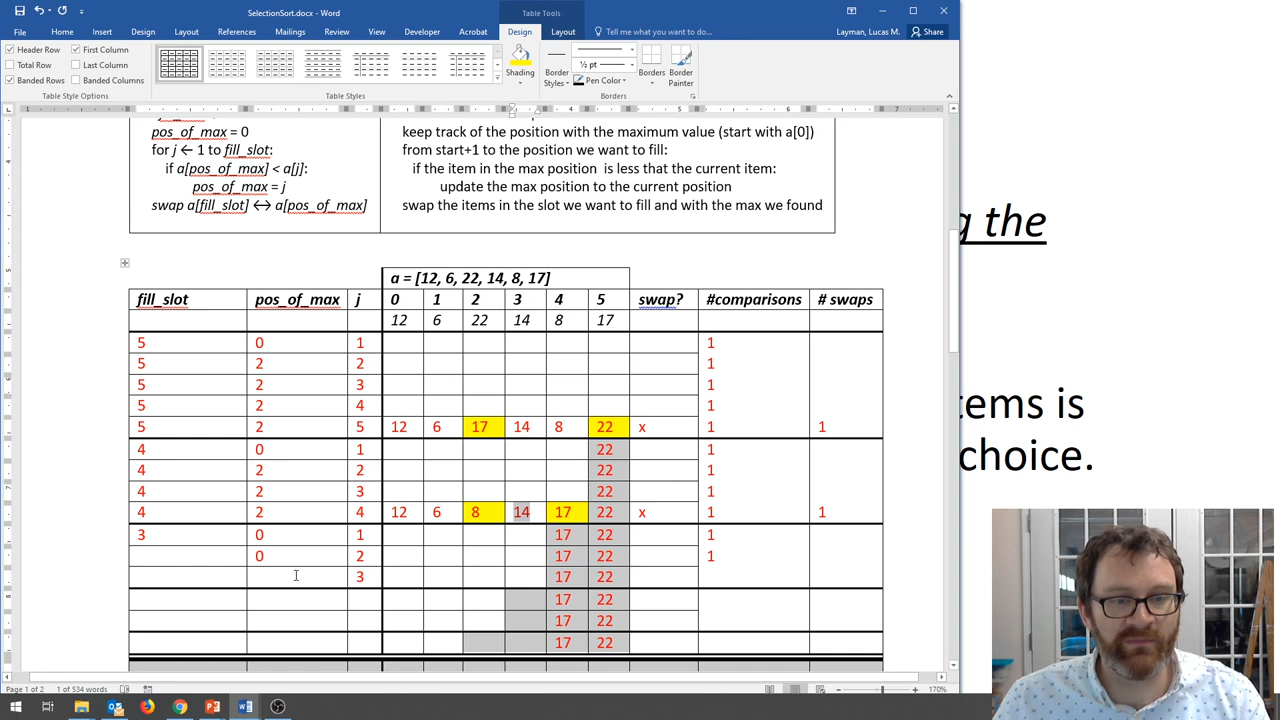 SelectionSort.docx - Word
Table Tools
Layman, Lucas M.
Share
File Home Insert Draw Design Layout References Mailings Review View Developer Acrobat Design Layout Tell me what you want to do...
Header Row First Column
Total Row Last Column
Banded Rows Banded Columns
Shading
Border Styles
½ pt
Pen Color
Borders
Border Painter
Table Style Options Table Styles Borders
pos_of_max = 0
keep track of the position with the maximum value (start with a[0])
for j ← 1 to fill_slot:
from start+1 to the position we want to fill:
if a[pos_of_max] < a[j]:
if the item in the max position is less that the current item:
pos_of_max = j
update the max position to the current position
swap a[fill_slot] ↔ a[pos_of_max]
swap the items in the slot we want to fill and with the max we found
a = [12, 6, 22, 14, 8, 17]
fill_slot pos_of_max j 0 1 2 3 4 5 swap? #comparisons # swaps
12 6 22 14 8 17
5 0 1 1
5 2 2 1
5 2 3 1
5 2 4 1
5 2 5 12 6 17 14 8 22 x 1 1
4 0 1 22 1
4 2 2 22 1
4 2 3 22 1
4 2 4 12 6 8 14 17 22 x 1 1
3 0 1 17 22 1
0 2 17 22 1
3 17 22
17 22
17 22
17 22
g the
tems is
choice.
Page 1 of 2 1 of 534 words
170%